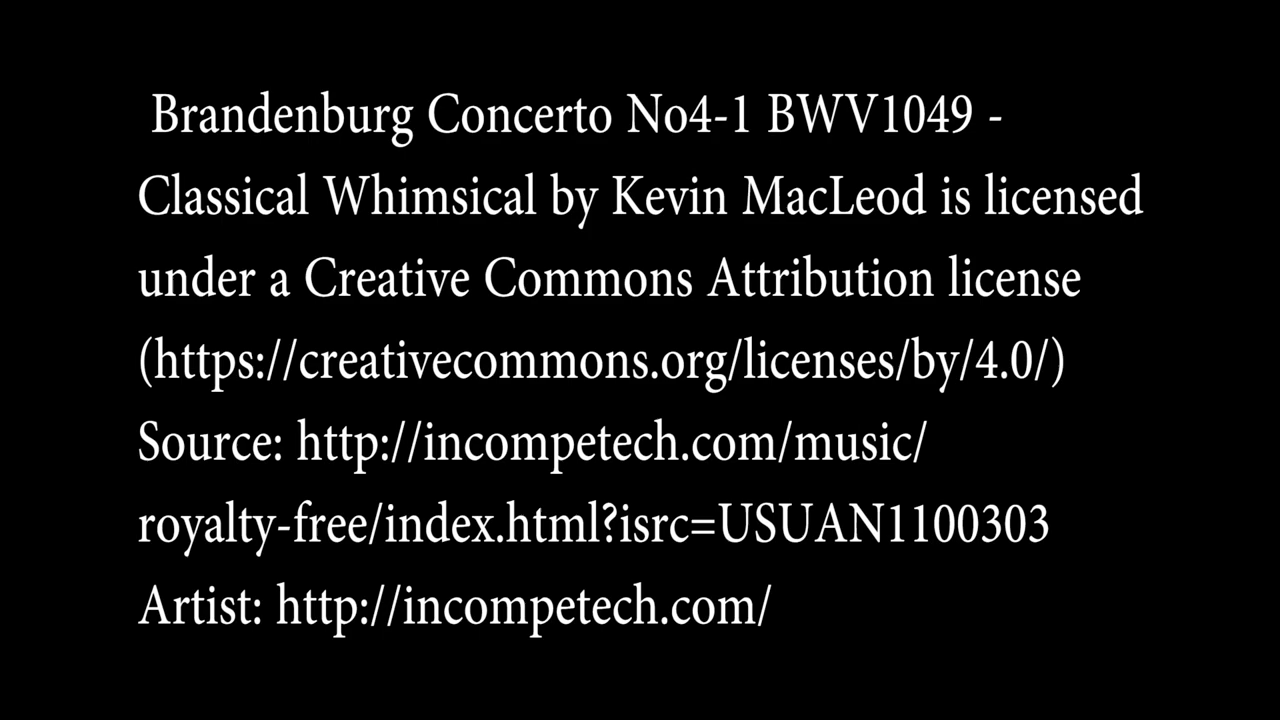 Brandenburg Concerto No4-1 BWV1049 -
Classical Whimsical by Kevin MacLeod is licensed
under a Creative Commons Attribution license
(https://creativecommons.org/licenses/by/4.0/)
Source: http://incompetech.com/music/
royalty-free/index.html?isrc=USUAN1100303
Artist: http://incompetech.com/